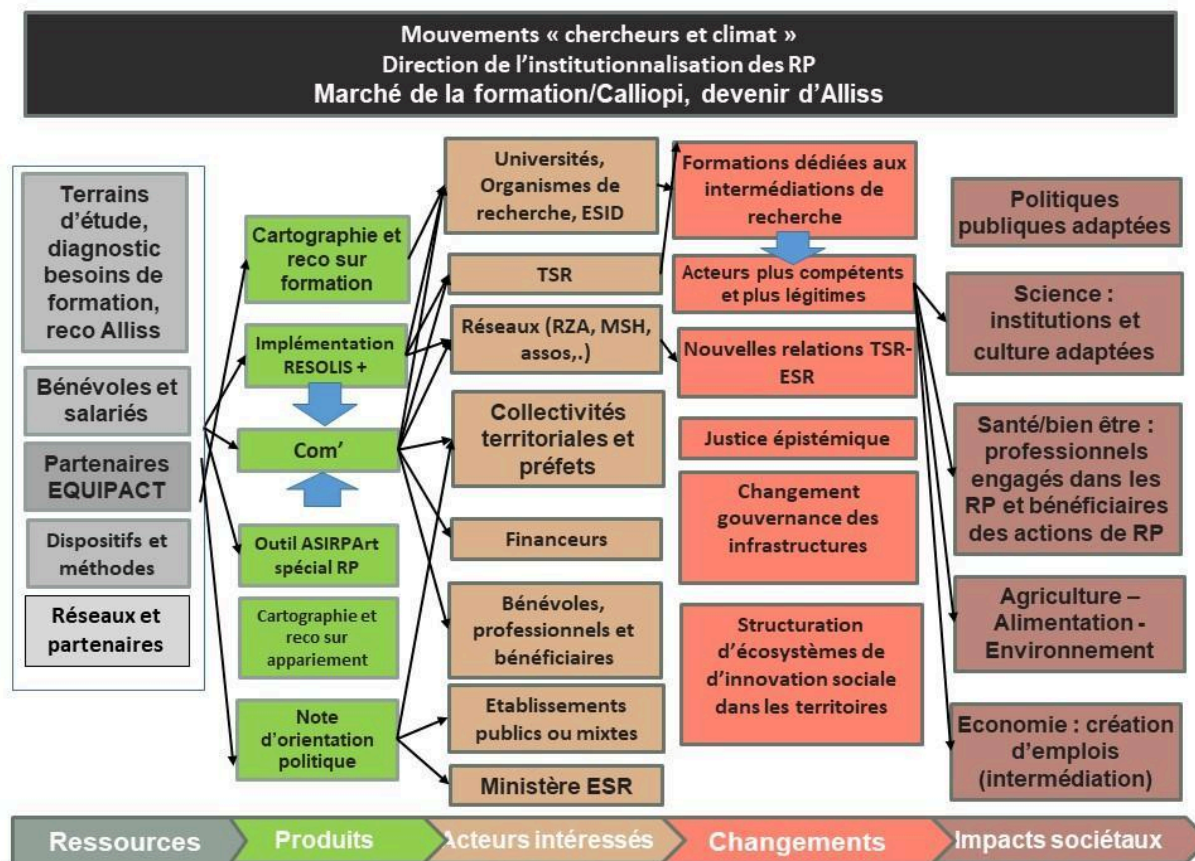 Mouvements « chercheurs et climat »
Direction de l'institutionnalisation des RP
Marché de la formation/Calliopi, devenir d'Alliss
Terrains
d'étude,
diagnostic
besoins de
formation,
reco Alliss
Bénévoles et
salariés
Partenaires
EQUIPACT
Dispositifs et
méthodes
Réseaux et
partenaires
Cartographie et
reco sur
formation
Implémentation
RESOLIS +
Com'
Outil ASIRPArt
spécial RP
Cartographie et
reco sur
appariement
Note
d'orientation
politique
Universités,
Organismes de
recherche, ESID
TSR
Réseaux (RZA, MSH,
assos,.)
Collectivités
territoriales et
préfets
Financeurs
Bénévoles,
professionnels et
bénéficiaires
Etablissements
publics ou mixtes
Ministère ESR
Formations dédiées aux
intermédiations de
recherche
Acteurs plus compétents
et plus légitimes
Nouvelles relations TSR-
ESR
Justice épistémique
Changement
gouvernance des
infrastructures
Structuration
d'écosystèmes de
d'innovation sociale
dans les territoires
Politiques
publiques adaptées
Science :
institutions et
culture adaptées
Santé/bien être :
professionnels
engagés dans les
RP et bénéficiaires
des actions de RP
Agriculture –
Alimentation -
Environnement
Economie : création
d'emplois
(intermédiation)
Ressources
Produits
Acteurs intéressés
Changements
Impacts sociétaux